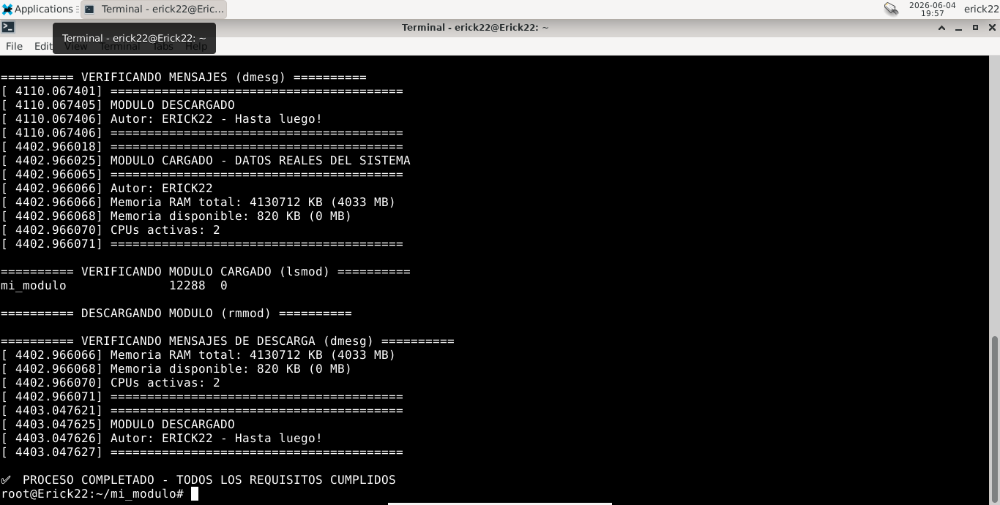 Applications
Terminal - erick22@Eric...
2026-06-04
19:57
erick22
Terminal - erick22@Erick22: ~
Terminal - erick22@Erick22: ~
File Edit View Terminal Tabs Help
========== VERIFICANDO MENSAJES (dmesg) ==========
[ 4110.067401] ========================================
[ 4110.067405] MODULO DESCARGADO
[ 4110.067406] Autor: ERICK22 - Hasta luego!
[ 4110.067406] ========================================
[ 4402.966018] ========================================
[ 4402.966025] MODULO CARGADO - DATOS REALES DEL SISTEMA
[ 4402.966065] ========================================
[ 4402.966066] Autor: ERICK22
[ 4402.966066] Memoria RAM total: 4130712 KB (4033 MB)
[ 4402.966068] Memoria disponible: 820 KB (0 MB)
[ 4402.966070] CPUs activas: 2
[ 4402.966071] ========================================
========== VERIFICANDO MODULO CARGADO (lsmod) ==========
mi_modulo              12288  0
========== DESCARGANDO MODULO (rmmod) ==========
========== VERIFICANDO MENSAJES DE DESCARGA (dmesg) ==========
[ 4402.966066] Memoria RAM total: 4130712 KB (4033 MB)
[ 4402.966068] Memoria disponible: 820 KB (0 MB)
[ 4402.966070] CPUs activas: 2
[ 4402.966071] ========================================
[ 4403.047621] ========================================
[ 4403.047625] MODULO DESCARGADO
[ 4403.047626] Autor: ERICK22 - Hasta luego!
[ 4403.047627] ========================================
✅ PROCESO COMPLETADO - TODOS LOS REQUISITOS CUMPLIDOS
root@Erick22:~/mi_modulo#